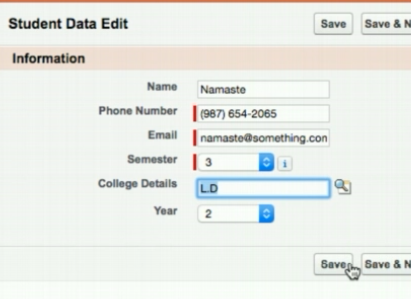 Student Data Edit Save Save & N
Information
Name Namaste
Phone Number (987) 654-2065
Email namaste@something.con
Semester 3 i
College Details L.D
Year 2
Save Save & N